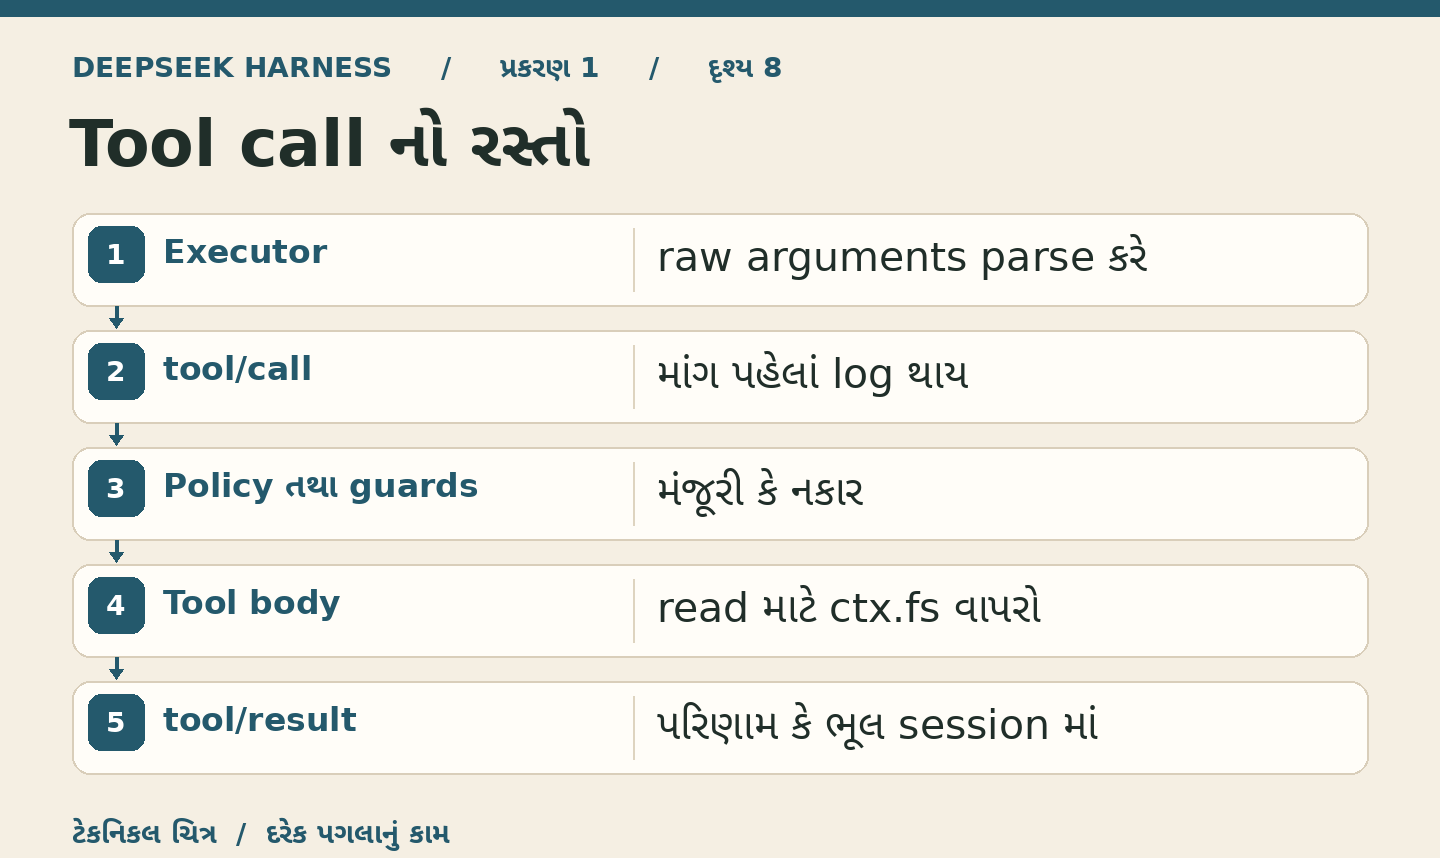 DEEPSEEK HARNESS / પ્રકરણ 1 / દૃશ્ય 8
Tool call નો રસ્તો
1 Executor raw arguments parse કરે
2 tool/call માંગ પહેલાં log થાય
3 Policy તથા guards મંજૂરી કે નકાર
4 Tool body read માટે ctx.fs વાપરો
5 tool/result પરિણામ કે ભૂલ session માં
ટેકનિકલ ચિત્ર / દરેક પગલાનું કામ